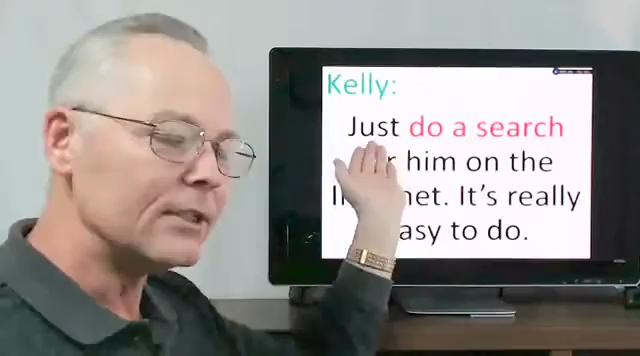 Kelly:
Just do a search
him on the
It's really
to do.